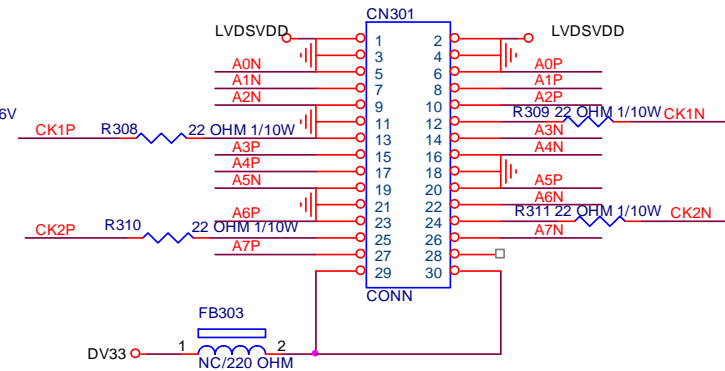 CN301
LVDSVDD 1 2 LVDSVDD
3 4
A0N 5 6 A0P
A1N 7 8 A1P
A2N 9 10 A2P
6V
11 12 R309 22 OHM 1/10W CK1N
CK1P R308 22 OHM 1/10W 13 14 A3N
A3P 15 16 A4N
A4P 17 18
A5N 19 20 A5P
21 22 A6N
A6P 23 24 R311 22 OHM 1/10W CK2N
CK2P R310 22 OHM 1/10W 25 26 A7N
A7P 27 28
29 30
CONN
FB303
DV33 1 2
NC/220 OHM